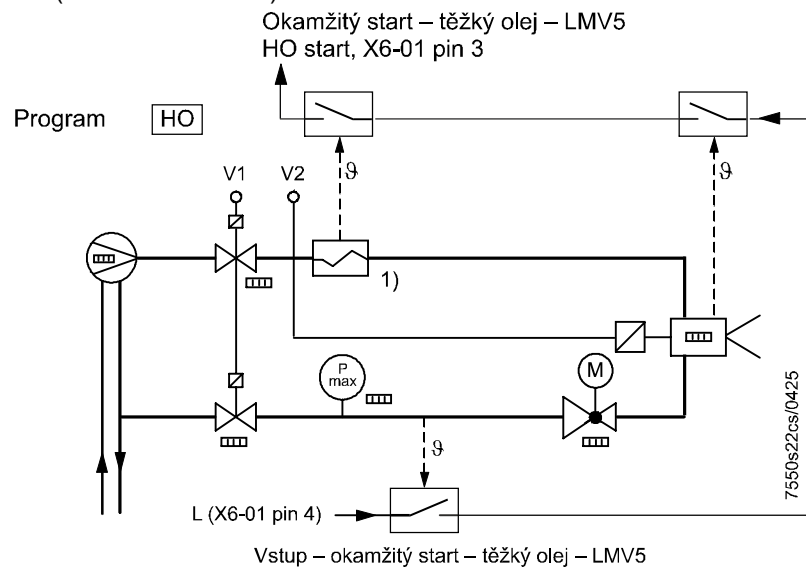 Okamžitý start – těžký olej – LMV5
HO start, X6-01 pin 3
Program HO
ϑ ϑ
V1 V2
1)
P
max
M
ϑ
L (X6-01 pin 4)
Vstup – okamžitý start – těžký olej – LMV5
7550s22cs/0425